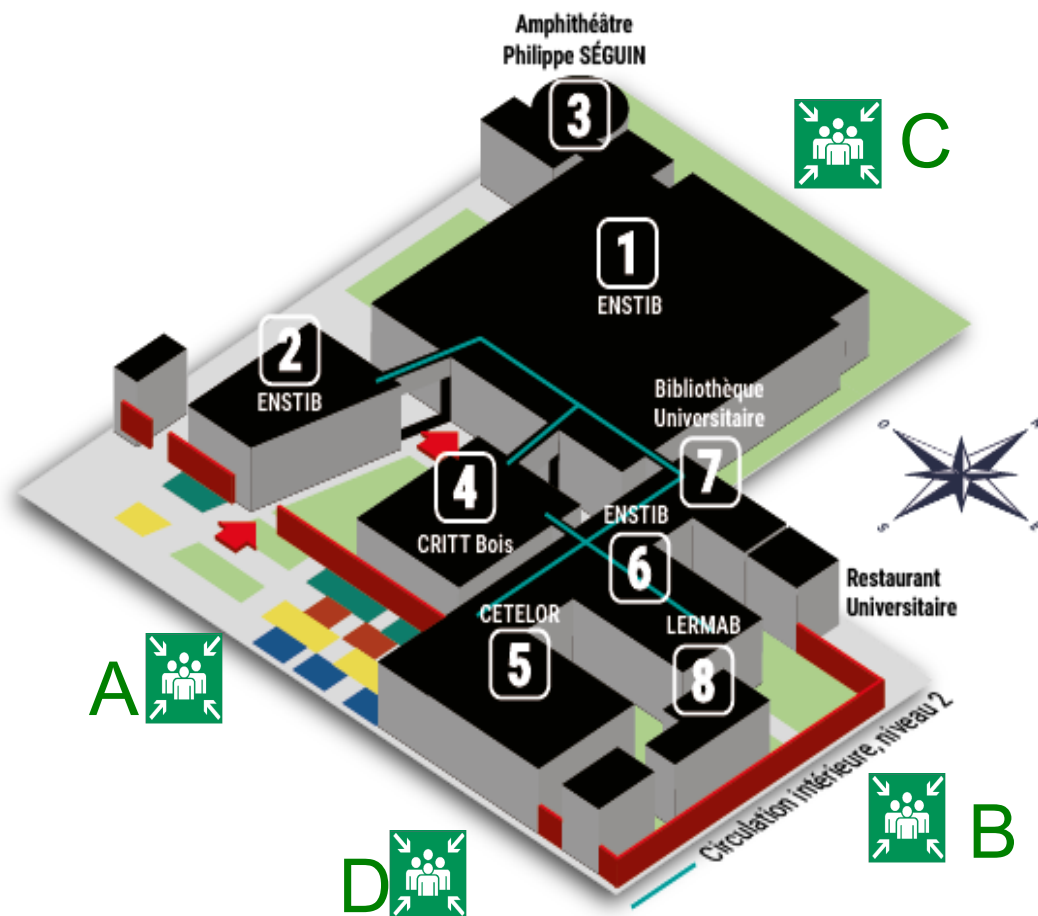 Amphithéâtre
Philippe SÉGUIN
3
C
1
ENSTIB
2
ENSTIB
Bibliothèque
Universitaire
7
4
CRITT Bois
ENSTIB
6
Restaurant
Universitaire
CETELOR
5
LERMAB
8
A
Circulation intérieure, niveau 2
B
D
O
S